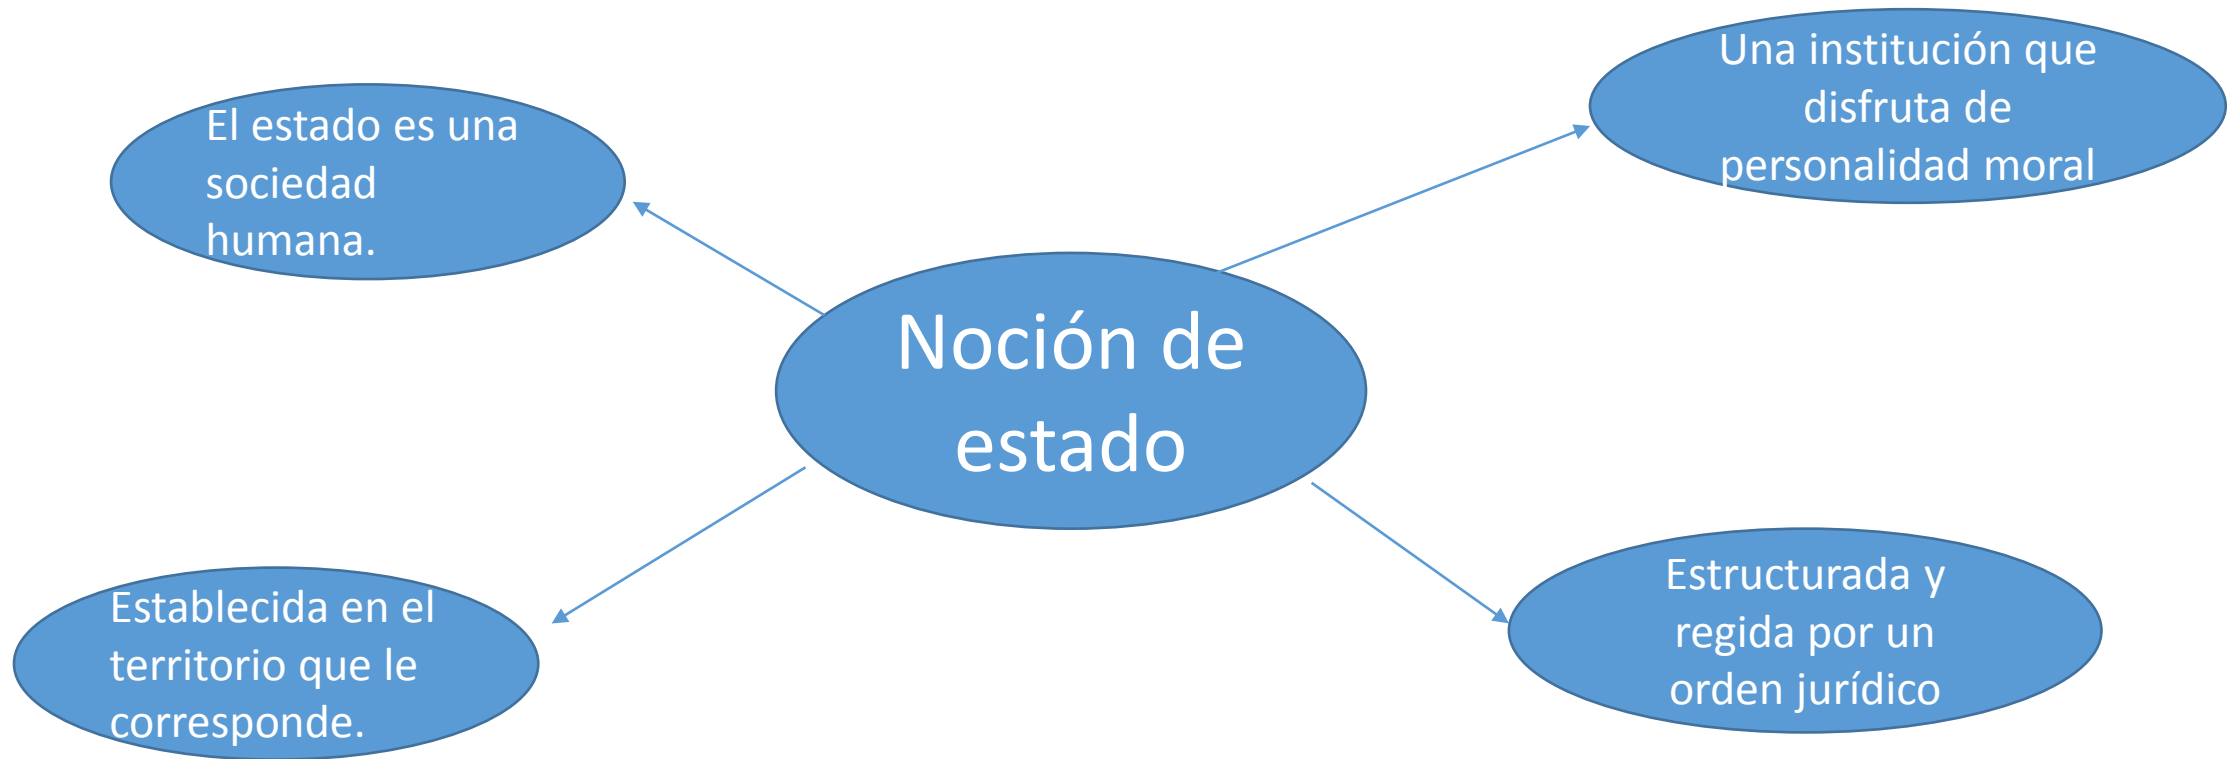 Una institución que
disfruta de
personalidad moral
El estado es una
sociedad
humana.
Noción de
estado
Establecida en el
territorio que le
corresponde.
Estructurada y
regida por un
orden jurídico